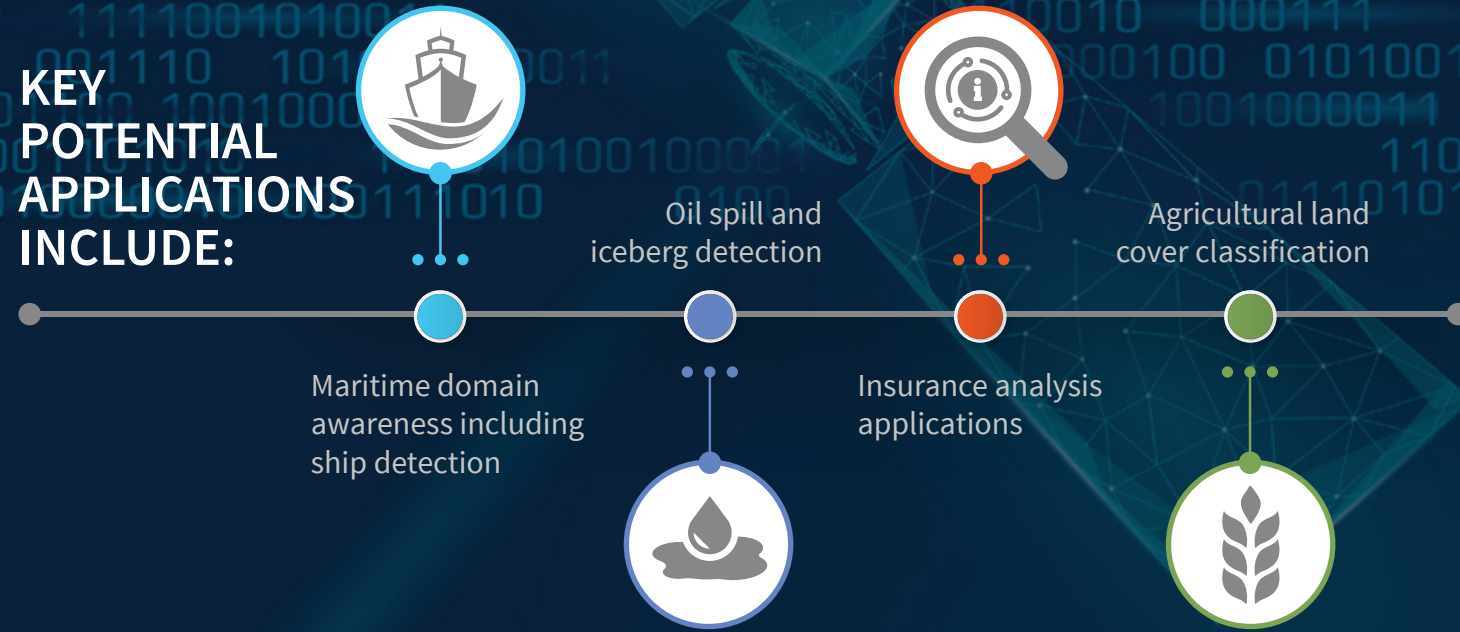 KEY
POTENTIAL
APPLICATIONS
INCLUDE:
Maritime domain
awareness including
ship detection
Oil spill and
iceberg detection
i
Insurance analysis
applications
Agricultural land
cover classification